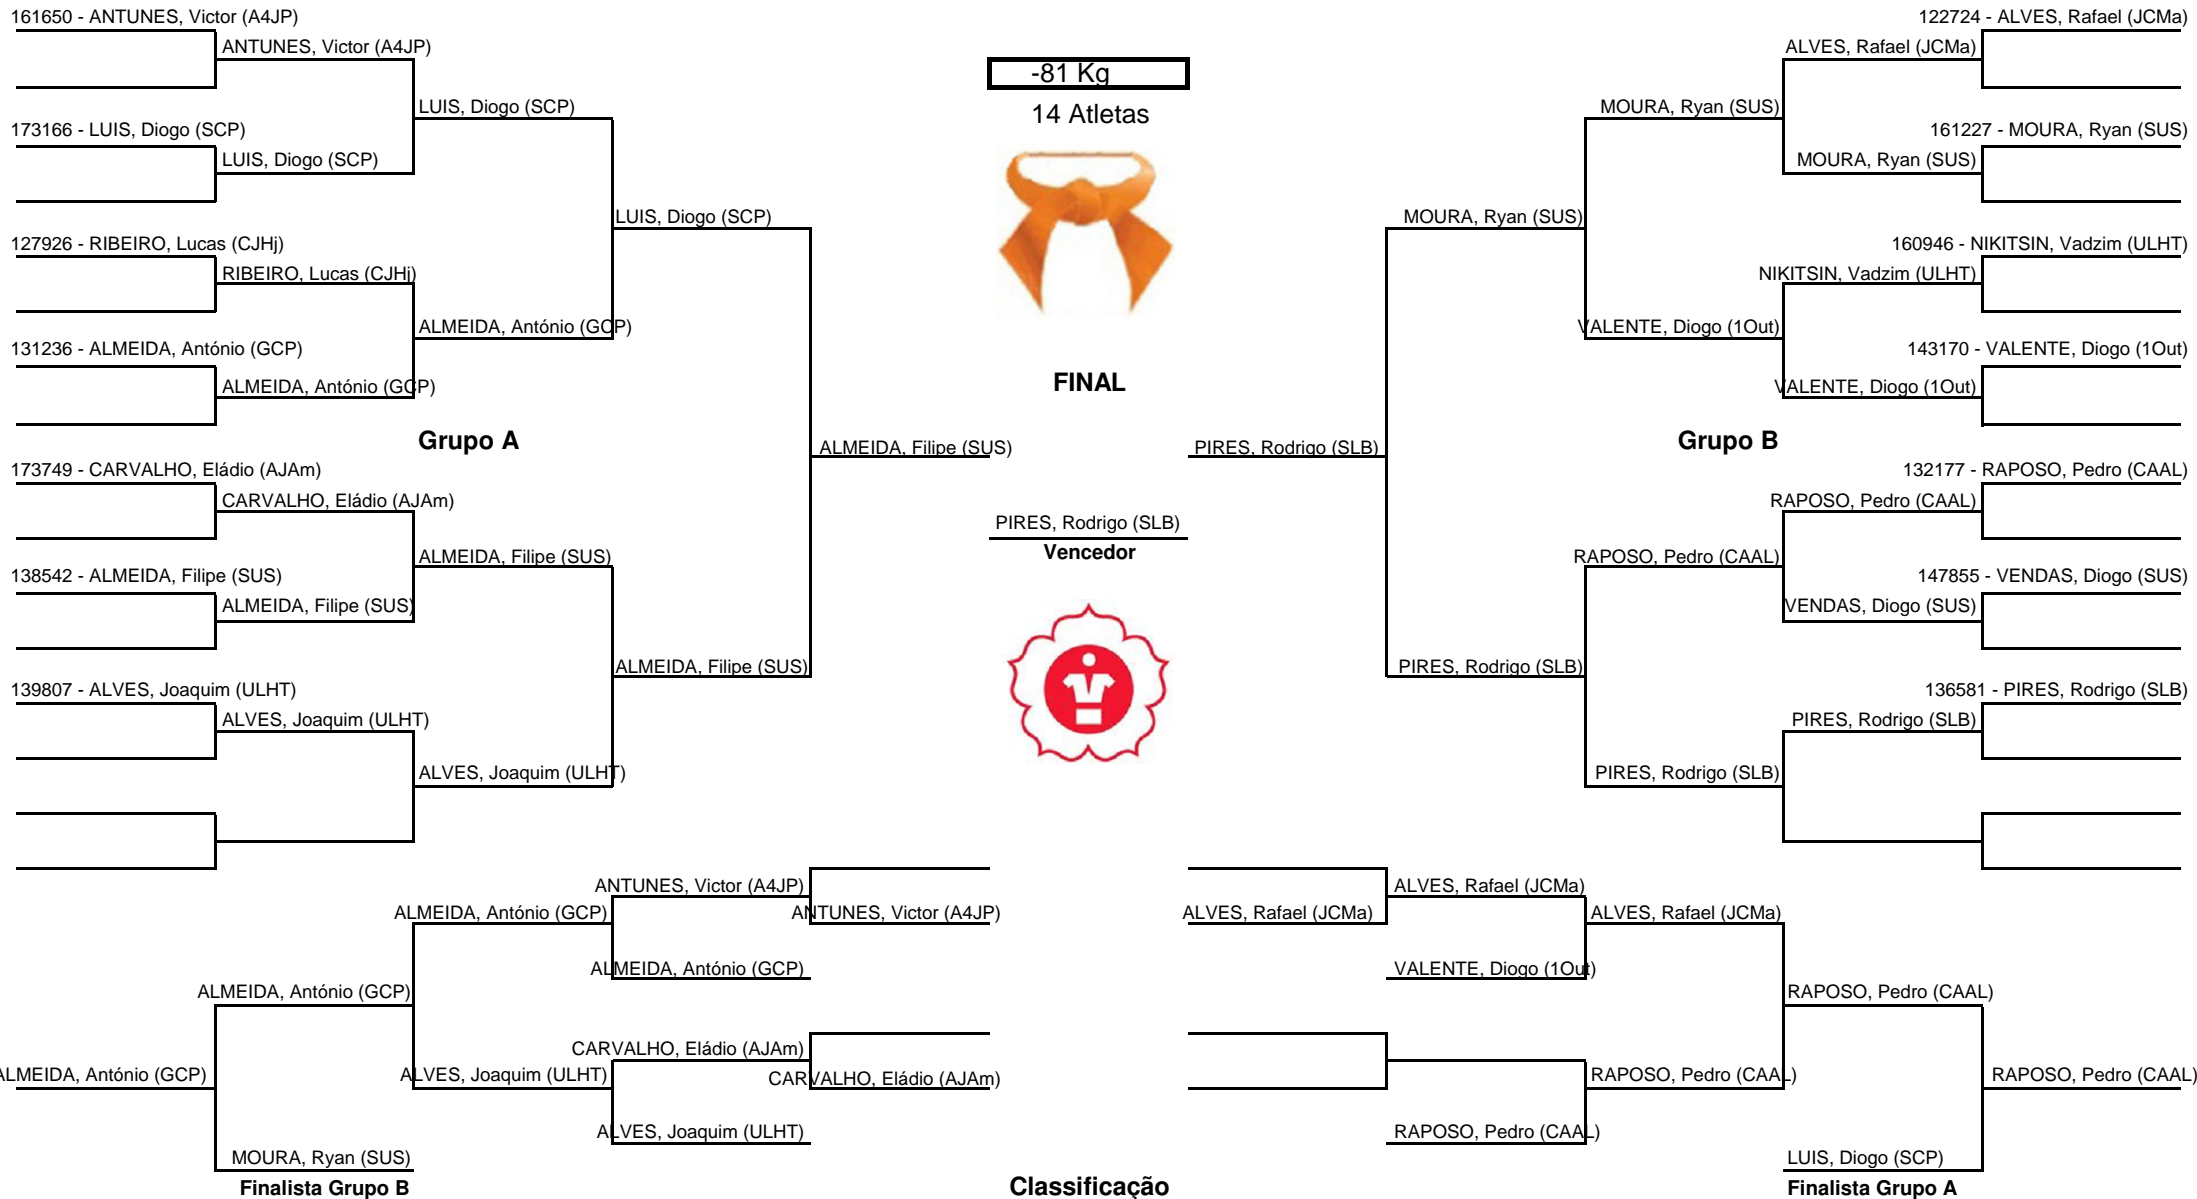 161650 - ANTUNES, Victor (A4JP)
ANTUNES, Victor (A4JP)
LUIS, Diogo (SCP)
173166 - LUIS, Diogo (SCP)
LUIS, Diogo (SCP)
LUIS, Diogo (SCP)
127926 - RIBEIRO, Lucas (CJHj)
RIBEIRO, Lucas (CJHj)
ALMEIDA, António (GCP)
131236 - ALMEIDA, António (GCP)
ALMEIDA, António (GCP)
Grupo A
ALMEIDA, Filipe (SUS)
173749 - CARVALHO, Eládio (AJAm)
CARVALHO, Eládio (AJAm)
ALMEIDA, Filipe (SUS)
138542 - ALMEIDA, Filipe (SUS)
ALMEIDA, Filipe (SUS)
ALMEIDA, Filipe (SUS)
139807 - ALVES, Joaquim (ULHT)
ALVES, Joaquim (ULHT)
ALVES, Joaquim (ULHT)
-81 Kg
14 Atletas
FINAL
PIRES, Rodrigo (SLB)
Vencedor
122724 - ALVES, Rafael (JCMa)
ALVES, Rafael (JCMa)
MOURA, Ryan (SUS)
161227 - MOURA, Ryan (SUS)
MOURA, Ryan (SUS)
MOURA, Ryan (SUS)
160946 - NIKITSIN, Vadzim (ULHT)
NIKITSIN, Vadzim (ULHT)
VALENTE, Diogo (1Out)
143170 - VALENTE, Diogo (1Out)
VALENTE, Diogo (1Out)
Grupo B
PIRES, Rodrigo (SLB)
132177 - RAPOSO, Pedro (CAAL)
RAPOSO, Pedro (CAAL)
RAPOSO, Pedro (CAAL)
147855 - VENDAS, Diogo (SUS)
VENDAS, Diogo (SUS)
PIRES, Rodrigo (SLB)
136581 - PIRES, Rodrigo (SLB)
PIRES, Rodrigo (SLB)
PIRES, Rodrigo (SLB)
ANTUNES, Victor (A4JP)
ALMEIDA, António (GCP)
ANTUNES, Victor (A4JP)
ALMEIDA, António (GCP)
ALMEIDA, António (GCP)
CARVALHO, Eládio (AJAm)
ALMEIDA, António (GCP)
ALVES, Joaquim (ULHT)
CARVALHO, Eládio (AJAm)
ALVES, Joaquim (ULHT)
MOURA, Ryan (SUS)
Finalista Grupo B
ALVES, Rafael (JCMa)
ALVES, Rafael (JCMa)
ALVES, Rafael (JCMa)
VALENTE, Diogo (1Out)
RAPOSO, Pedro (CAAL)
RAPOSO, Pedro (CAAL)
RAPOSO, Pedro (CAAL)
RAPOSO, Pedro (CAAL)
LUIS, Diogo (SCP)
Finalista Grupo A
Classificação